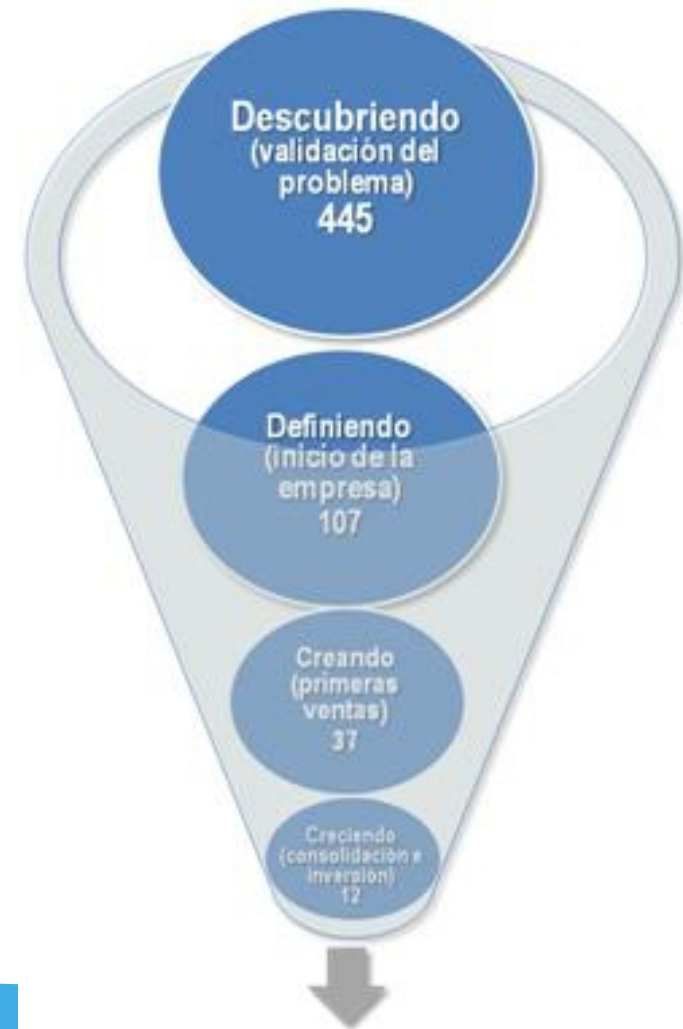 Descubriendo
(validación del
problema)
445
Definiendo
(inicio de la
empresa)
107
Creando
(primeras
ventas)
37
Creciendo
(consolidación e
inversión)
12